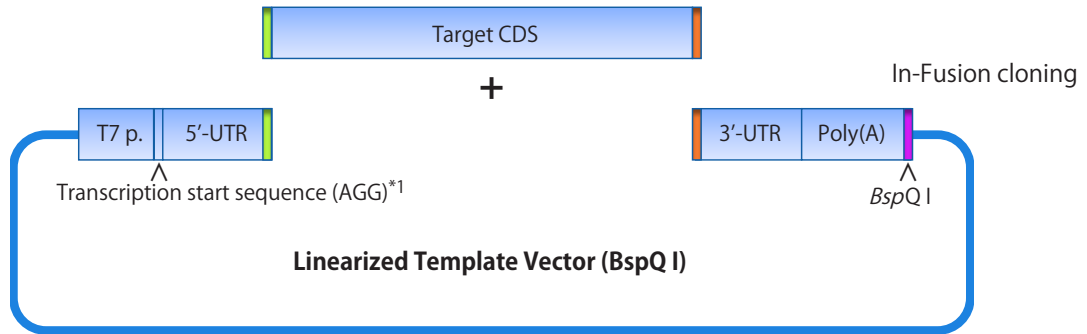 Target CDS
+
In-Fusion cloning
T7 p. 5′-UTR 3′-UTR Poly(A)
Transcription start sequence (AGG)*1
BspQ I
Linearized Template Vector (BspQ I)